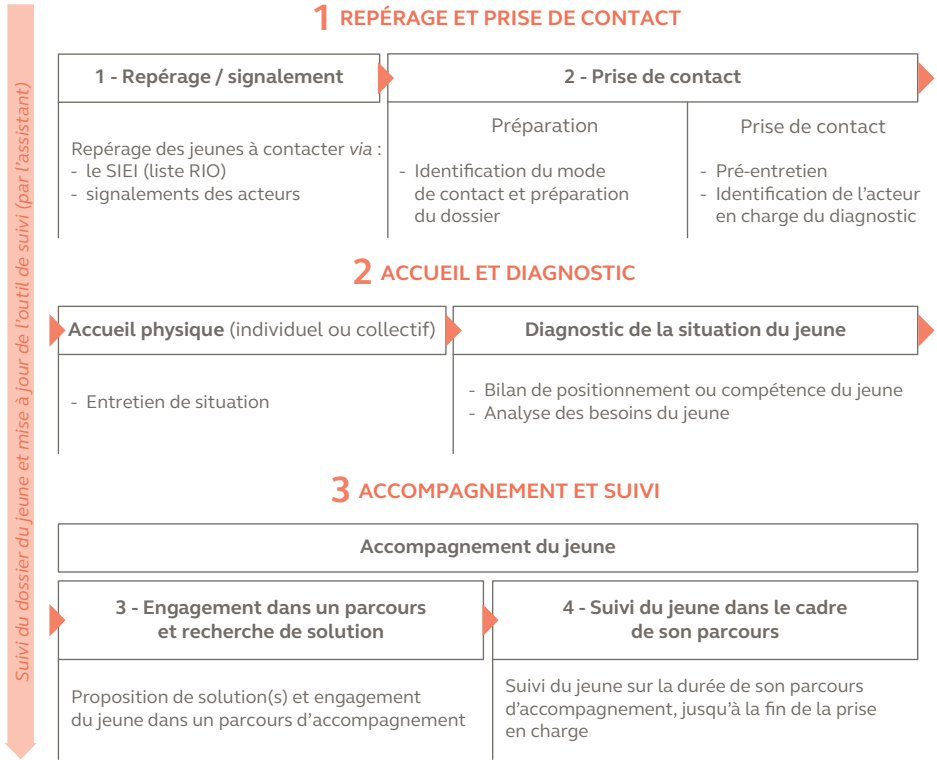 1 REPÉRAGE ET PRISE DE CONTACT
1 - Repérage / signalement
2 - Prise de contact
Repérage des jeunes à contacter via :
- le SIEI (liste RIO)
- signalements des acteurs
Préparation
- Identification du mode
de contact et préparation
du dossier
Prise de contact
- Pré-entretien
- Identification de l'acteur
en charge du diagnostic
2 ACCUEIL ET DIAGNOSTIC
Accueil physique (individuel ou collectif)
Diagnostic de la situation du jeune
- Entretien de situation
- Bilan de positionnement ou compétence du jeune
- Analyse des besoins du jeune
3 ACCOMPAGNEMENT ET SUIVI
Accompagnement du jeune
3 - Engagement dans un parcours
et recherche de solution
4 - Suivi du jeune dans le cadre
de son parcours
Proposition de solution(s) et engagement
du jeune dans un parcours d'accompagnement
Suivi du jeune sur la durée de son parcours
d'accompagnement, jusqu'à la fin de la prise
en charge
Suivi du dossier du jeune et mise à jour de l'outil de suivi (par l'assistant)